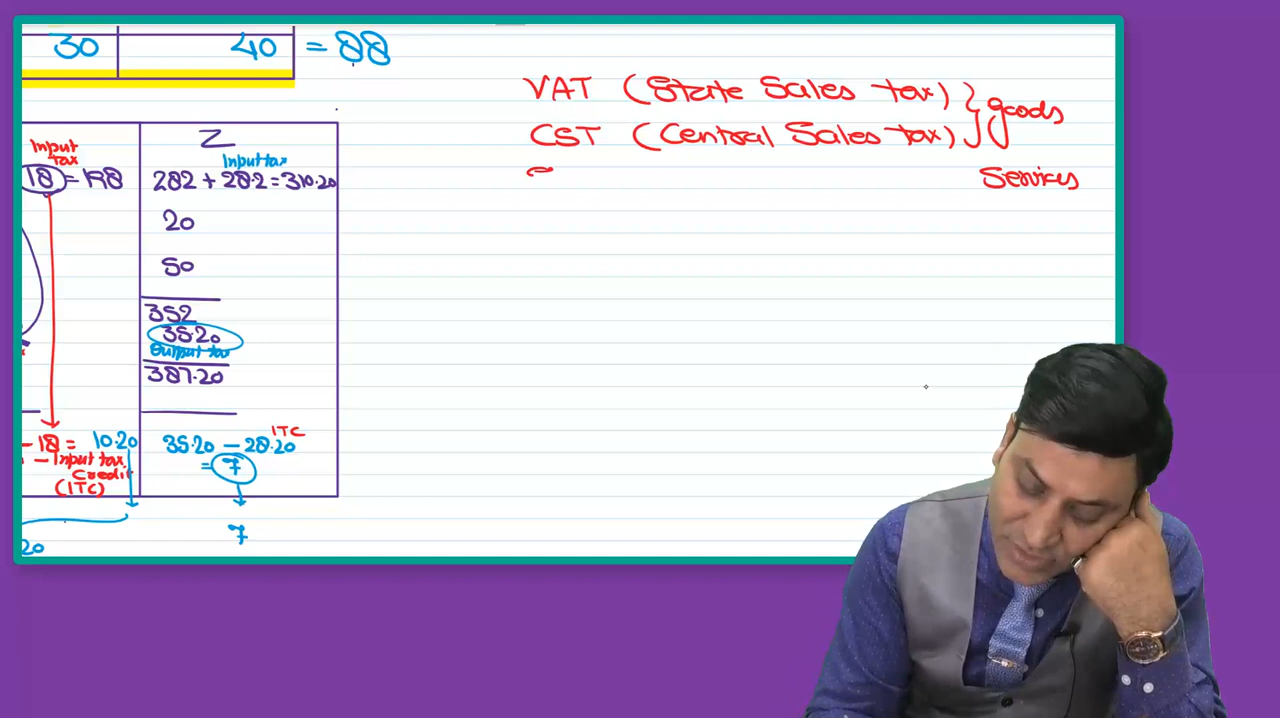 30 40 = 88
VAT (State Sales tax)
CST (Central Sales tax)
goods
Services
Input tax
18 = 198
Z
Input tax
282 + 28.2 = 310.20
20
50
352
35.20
Output tax
387.20
- 18 = 10.20
- Input tax Credit (ITC)
20
ITC
35.20 - 28.20
= 7
7